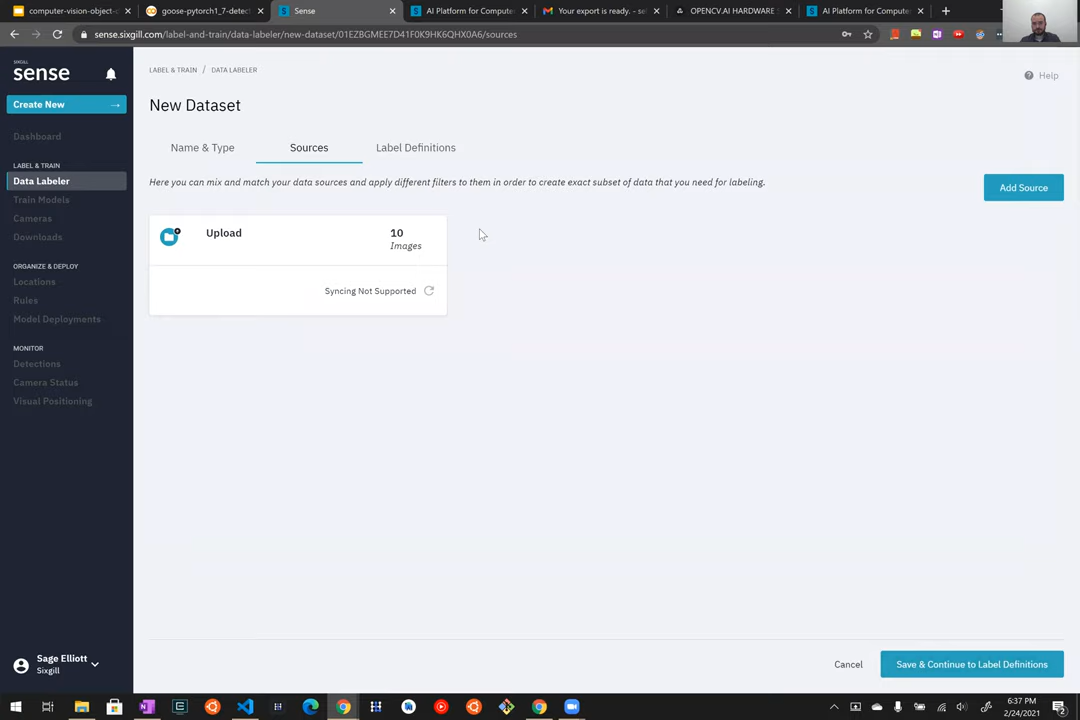 computer-vision-object-c
goose-pytorch1_7-detect
Sense
AI Platform for Compute
Your export is ready. - se
OPENCV.AI HARDWARE
AI Platform for Compute
sense.sixgill.com/label-and-train/data-labeler/new-dataset/01EZBGMEE7D41F0K9HK6QHX0A6/sources
SIXGILL
sense
Create New →
Dashboard
LABEL & TRAIN
Data Labeler
Train Models
Cameras
Downloads
ORGANIZE & DEPLOY
Locations
Rules
Model Deployments
MONITOR
Detections
Camera Status
Visual Positioning
Sage Elliott
Sixgill
LABEL & TRAIN / DATA LABELER
Help
New Dataset
Name & Type
Sources
Label Definitions
Here you can mix and match your data sources and apply different filters to them in order to create exact subset of data that you need for labeling.
Add Source
Upload
10
Images
Syncing Not Supported
Cancel
Save & Continue to Label Definitions
6:37 PM
2/24/2021